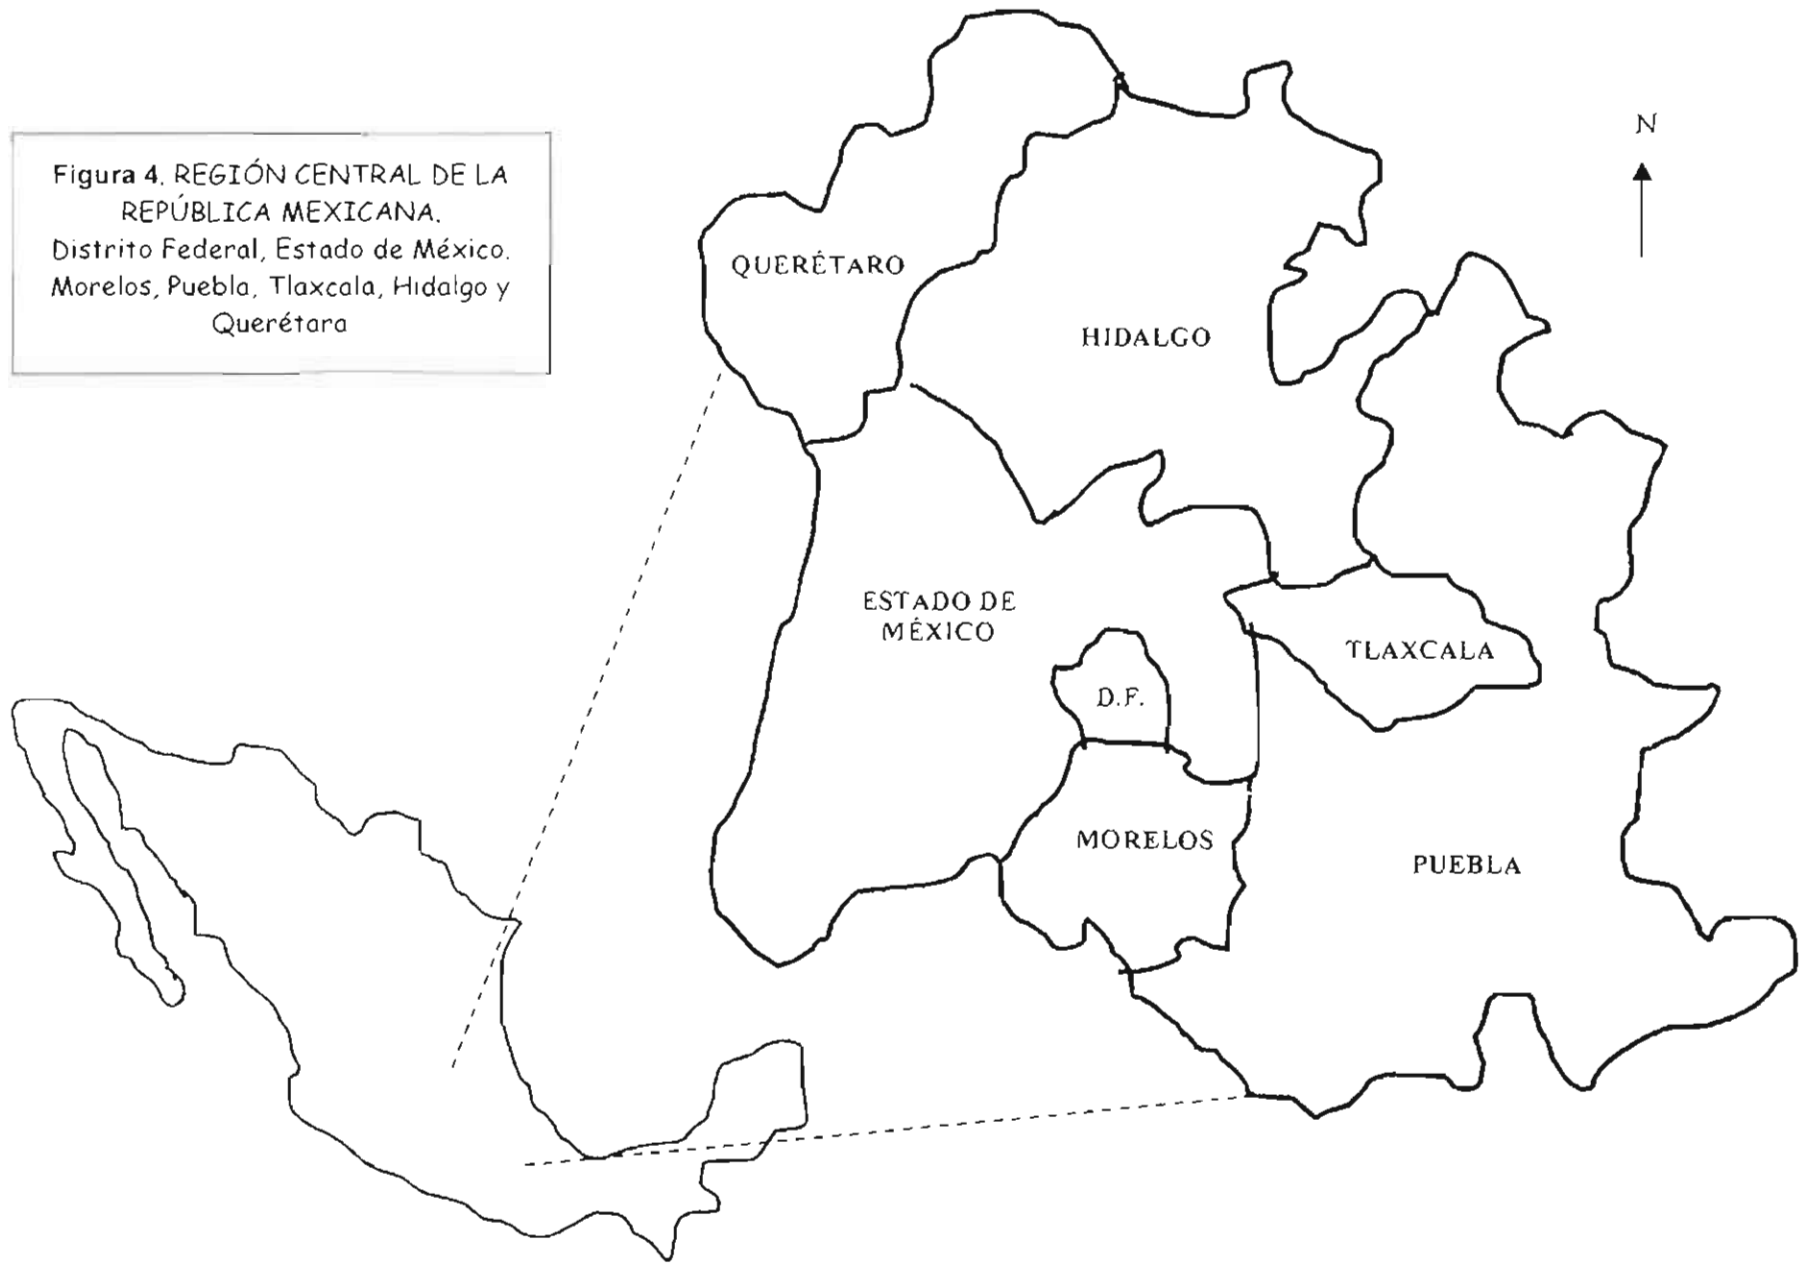 Figura 4. REGIÓN CENTRAL DE LA
REPÚBLICA MEXICANA.
Distrito Federal, Estado de México.
Morelos, Puebla, Tlaxcala, Hidalgo y
Querétara
N
QUERÉTARO
HIDALGO
ESTADO DE
MÉXICO
TLAXCALA
D.F.
MORELOS
PUEBLA